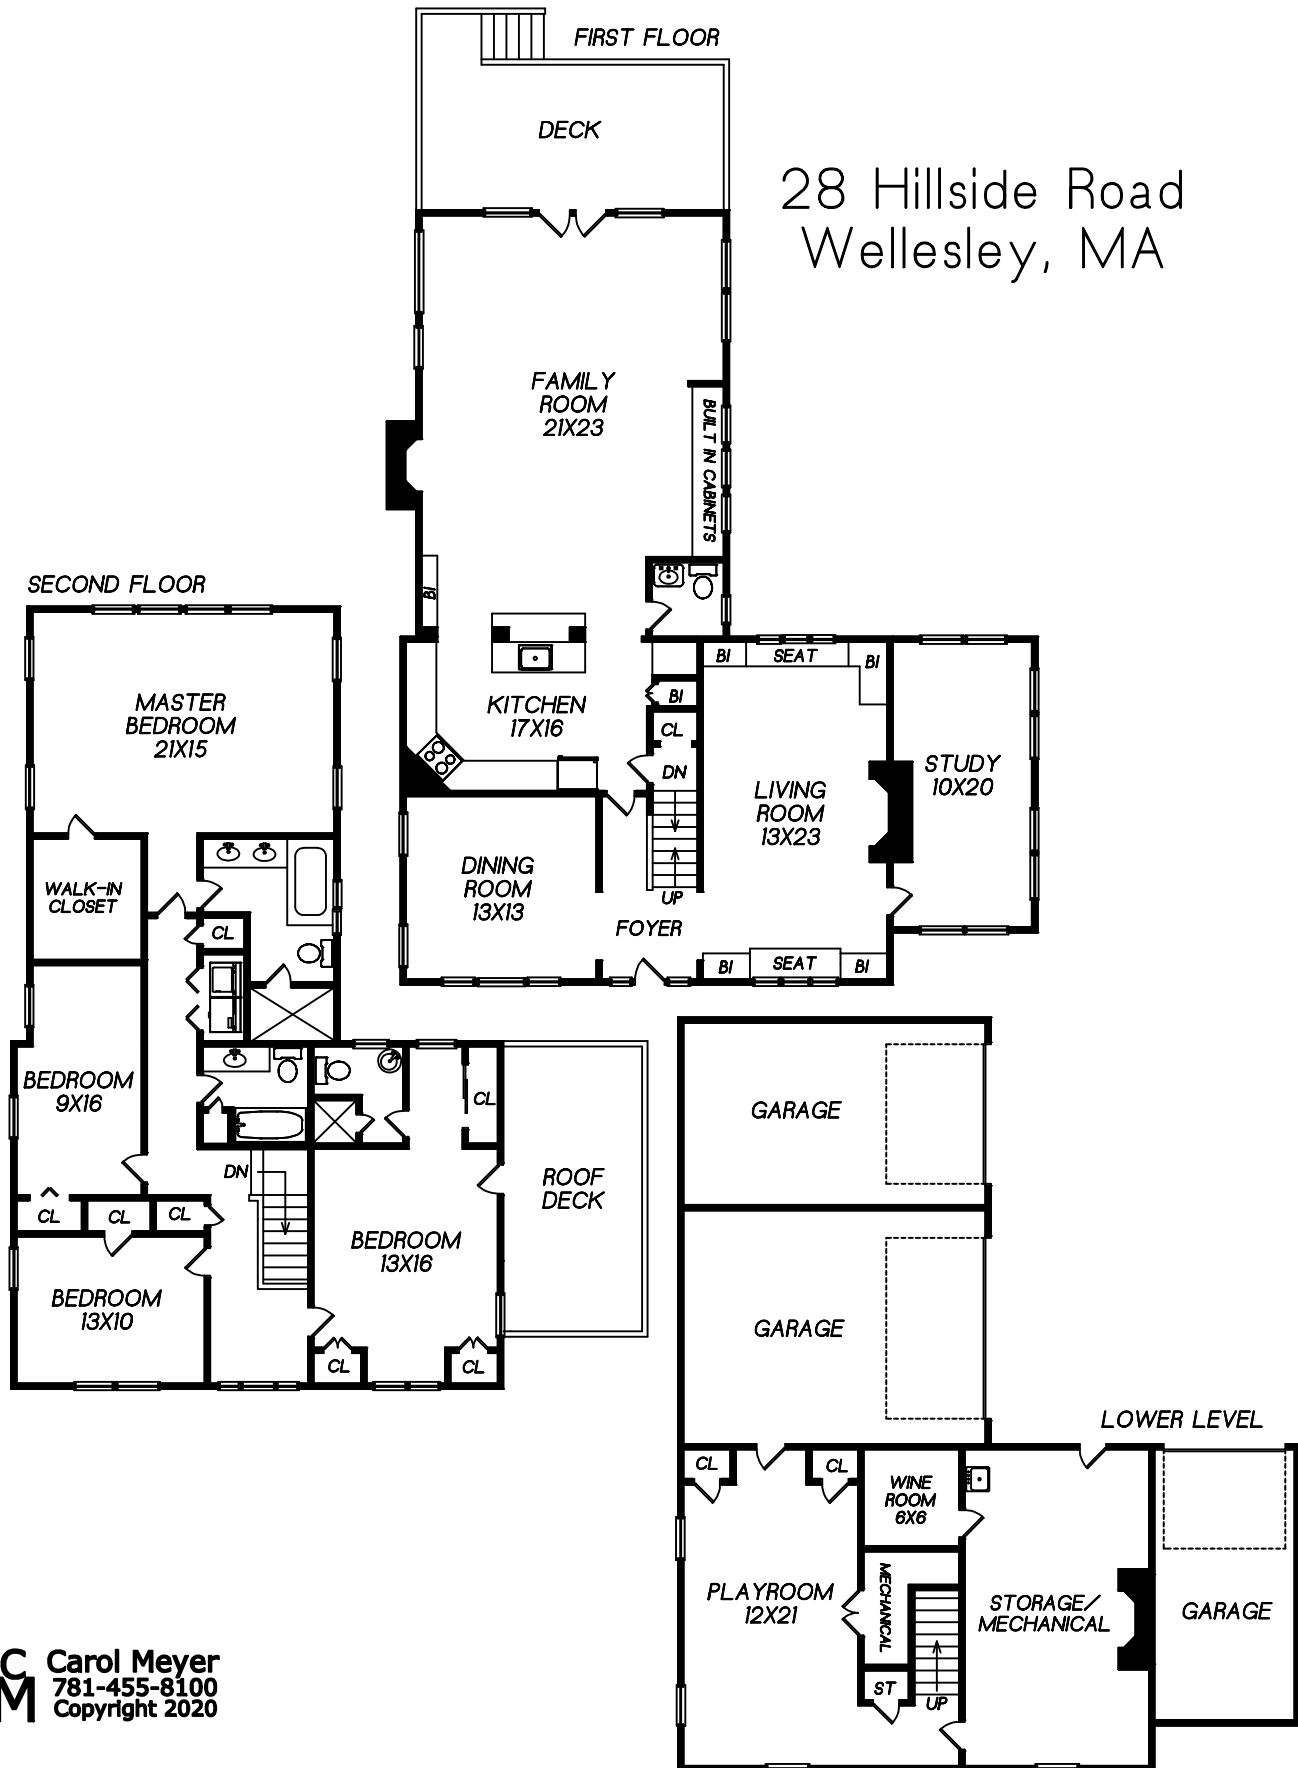 FIRST FLOOR
DECK
28 Hillside Road
Wellesley, MA
FAMILY
ROOM
21X23
BUILT IN CABINETS
BI
BI
SEAT
BI
BI
KITCHEN
17X16
CL
DN
LIVING
ROOM
13X23
STUDY
10X20
DINING
ROOM
13X13
UP
FOYER
BI
SEAT
BI
SECOND FLOOR
MASTER
BEDROOM
21X15
WALK-IN
CLOSET
CL
BEDROOM
9X16
CL
DN
ROOF
DECK
CL
CL
CL
BEDROOM
13X16
BEDROOM
13X10
CL
CL
GARAGE
GARAGE
LOWER LEVEL
CL
CL
WINE
ROOM
6X6
PLAYROOM
12X21
MECHANICAL
STORAGE/
MECHANICAL
GARAGE
ST
UP
CM
Carol Meyer
781-455-8100
Copyright 2020